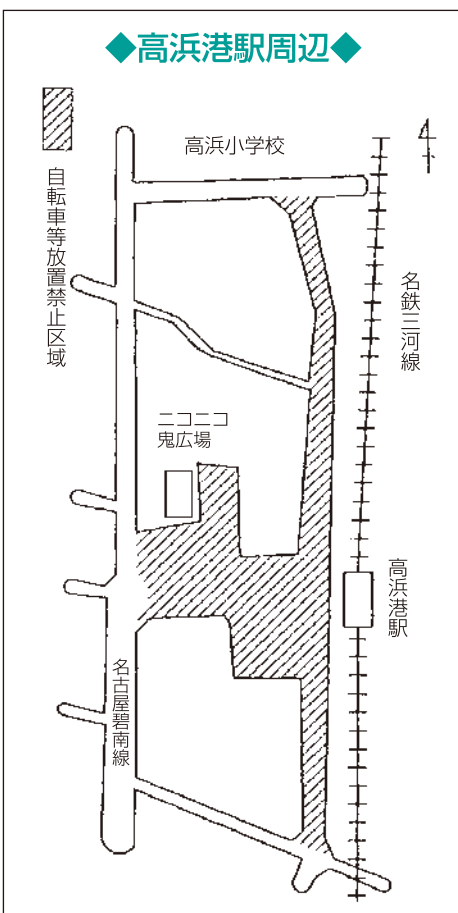 ◆高浜港駅周辺◆
自転車等放置禁止区域
高浜小学校
名鉄三河線
ニコニコ
鬼広場
高浜港駅
名古屋碧南線